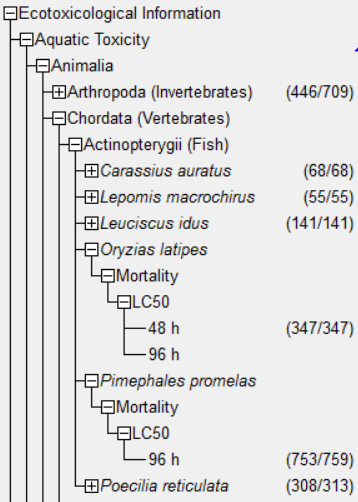 Ecotoxicological Information
Aquatic Toxicity
Animalia
Arthropoda (Invertebrates) (446/709)
Chordata (Vertebrates)
Actinopterygii (Fish)
Carassius auratus (68/68)
Lepomis macrochirus (55/55)
Leuciscus idus (141/141)
Oryzias latipes
Mortality
LC50
48 h (347/347)
96 h
Pimephales promelas
Mortality
LC50
96 h (753/759)
Poecilia reticulata (308/313)